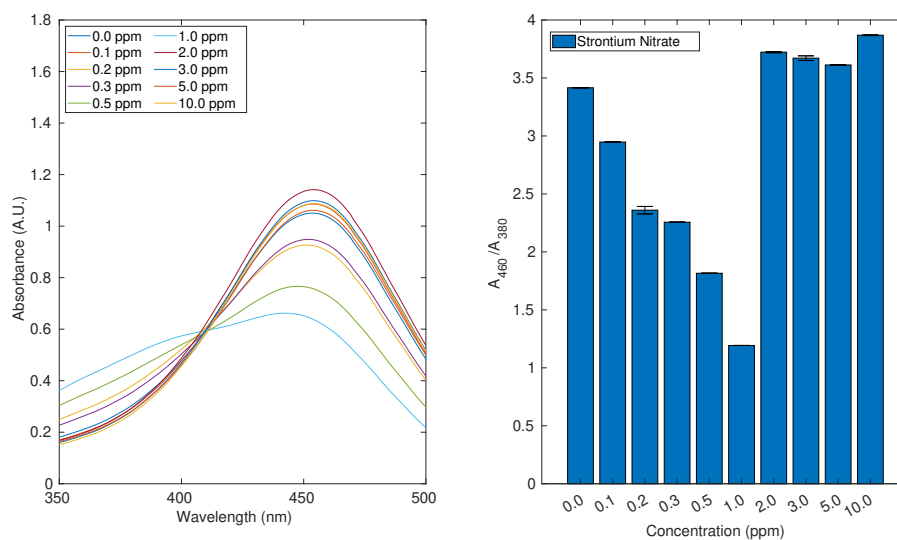 1.8
1.6
1.4
1.2
1
0.8
0.6
0.4
0.2
0
Absorbance (A.U.)
0.0 ppm
0.1 ppm
0.2 ppm
0.3 ppm
0.5 ppm
1.0 ppm
2.0 ppm
3.0 ppm
5.0 ppm
10.0 ppm
350
400
450
500
Wavelength (nm)
4
3.5
3
2.5
2
1.5
1
0.5
0
A460/A380
Strontium Nitrate
0.0
0.1
0.2
0.3
0.5
1.0
2.0
3.0
5.0
10.0
Concentration (ppm)